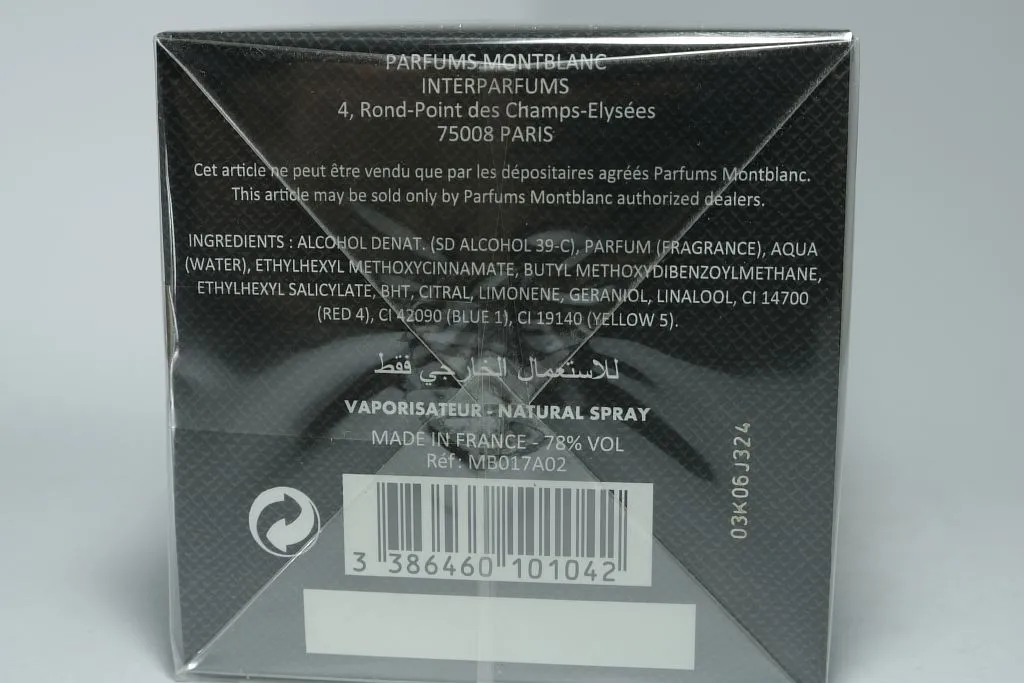 PARFUMS MONTBLANC
INTERPARFUMS
4, Rond-Point des Champs-Elysées
75008 PARIS
Cet article ne peut être vendu que par les dépositaires agréés Parfums Montblanc.
This article may be sold only by Parfums Montblanc authorized dealers.
INGREDIENTS : ALCOHOL DENAT. (SD ALCOHOL 39-C), PARFUM (FRAGRANCE), AQUA
(WATER), ETHYLHEXYL METHOXYCINNAMATE, BUTYL METHOXYDIBENZOYLMETHANE,
ETHYLHEXYL SALICYLATE, BHT, CITRAL, LIMONENE, GERANIOL, LINALOOL, CI 14700
(RED 4), CI 42090 (BLUE 1), CI 19140 (YELLOW 5).
للاستعمال الخارجي فقط
VAPORISATEUR - NATURAL SPRAY
MADE IN FRANCE - 78% VOL
Réf : MB017A02
03K06J324
3 386460 101042